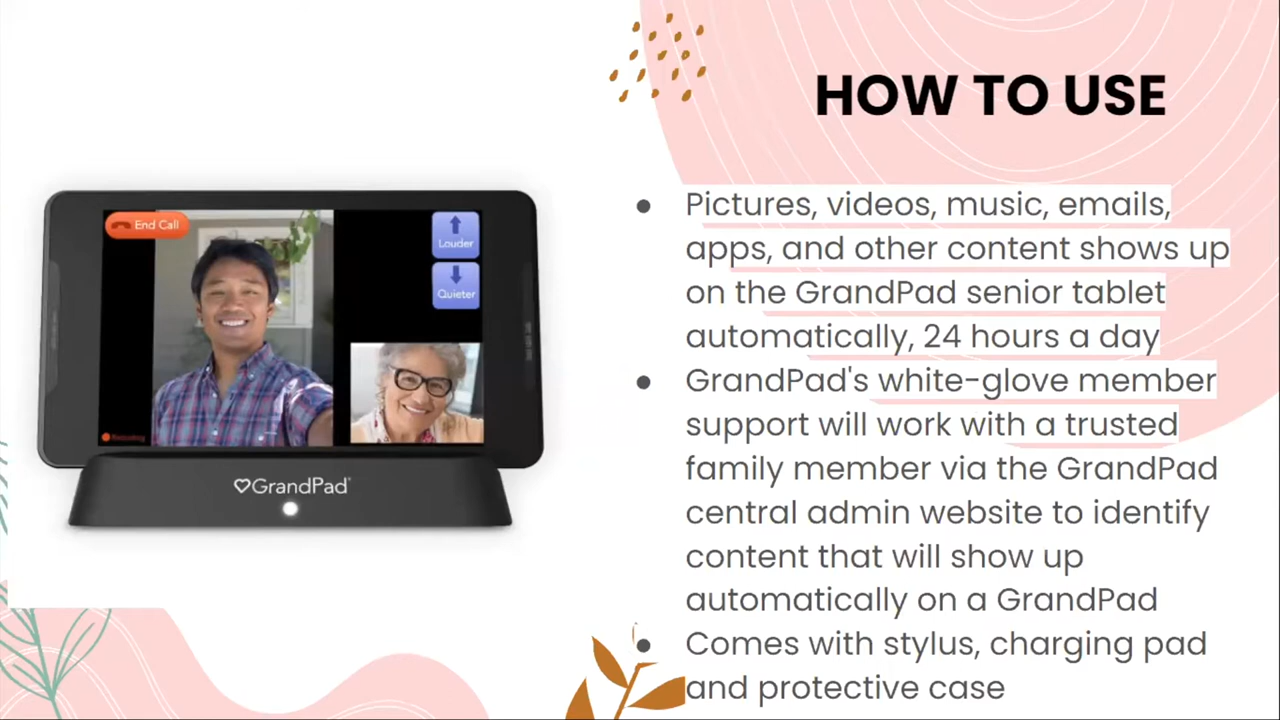 HOW TO USE
End Call
Louder
Quieter
Recording
GrandPad
• Pictures, videos, music, emails,
apps, and other content shows up
on the GrandPad senior tablet
automatically, 24 hours a day
• GrandPad's white-glove member
support will work with a trusted
family member via the GrandPad
central admin website to identify
content that will show up
automatically on a GrandPad
• Comes with stylus, charging pad
and protective case